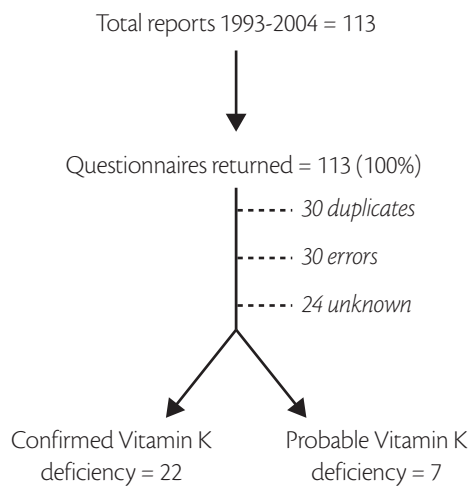 Total reports 1993-2004 = 113
Questionnaires returned = 113 (100%)
30 duplicates
30 errors
24 unknown
Confirmed Vitamin K
deficiency = 22
Probable Vitamin K
deficiency = 7